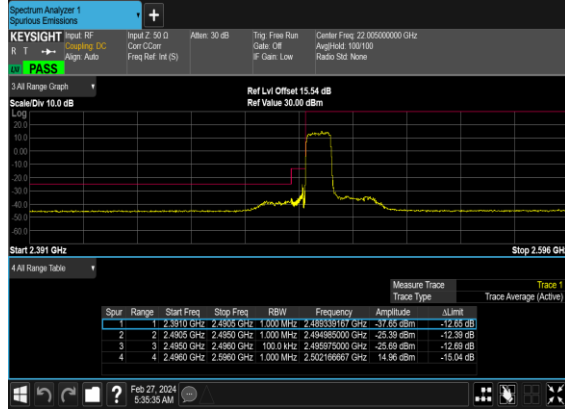 Spectrum Analyzer 1
Spurious Emissions
KEYSIGHT Input: RF Input Z: 50 Ω Atten: 30 dB Trig: Free Run Center Freq: 22.005000000 GHz
R T Coupling: DC Corr CCorr Gate: Off Avg|Hold: 100/100
Align: Auto Freq Ref: Int (S) IF Gain: Low Radio Std: None
PASS
3 All Range Graph
Ref Lvl Offset 15.54 dB
Scale/Div 10.0 dB Ref Value 30.00 dBm
Log
20.0
10.0
0.00
-10.0
-20.0
-30.0
-40.0
-50.0
-60.0
Start 2.391 GHz Stop 2.596 GH
4 All Range Table
Measure Trace Trace 1
Trace Type Trace Average (Active)
Spur Range Start Freq Stop Freq RBW Frequency Amplitude ΔLimit
1 1 2.3910 GHz 2.4905 GHz 1.000 MHz 2.489339167 GHz -37.65 dBm -12.65 dB
2 2 2.4905 GHz 2.4950 GHz 1.000 MHz 2.494985000 GHz -25.39 dBm -12.39 dB
3 3 2.4950 GHz 2.4960 GHz 100.0 kHz 2.495975000 GHz -25.69 dBm -12.69 dB
4 4 2.4960 GHz 2.5960 GHz 1.000 MHz 2.502166667 GHz 14.96 dBm -15.04 dB
Feb 27, 2024
5:35:35 AM